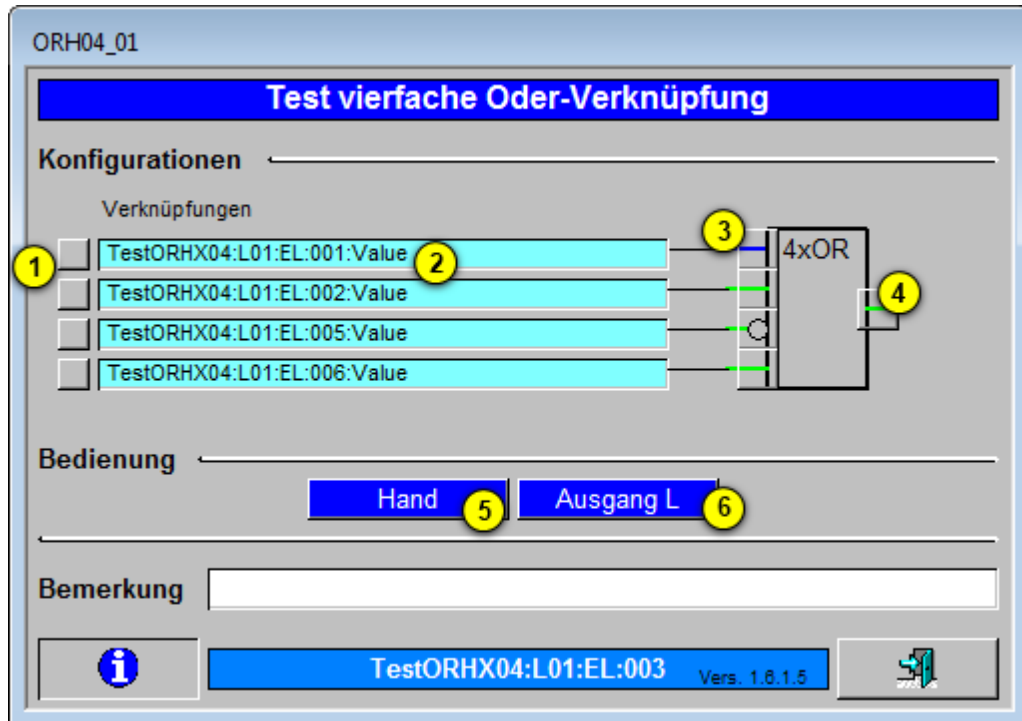 ORH04_01
Test vierfache Oder-Verknüpfung
Konfigurationen
Verknüpfungen
1
TestORHX04:L01:EL:001:Value
2
3
4xOR
TestORHX04:L01:EL:002:Value
4
TestORHX04:L01:EL:005:Value
TestORHX04:L01:EL:006:Value
Bedienung
Hand
5
Ausgang L
6
Bemerkung
TestORHX04:L01:EL:003
Vers. 1.6.1.5